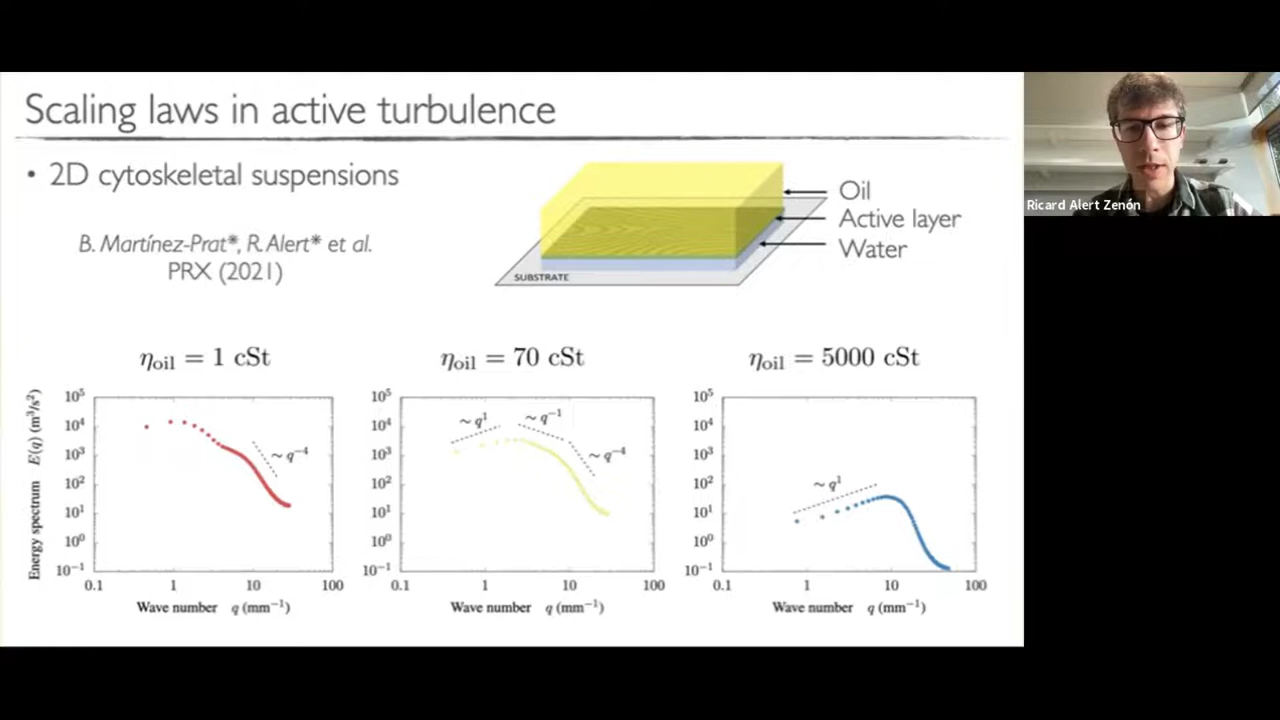 Scaling laws in active turbulence
• 2D cytoskeletal suspensions
B. Martínez-Prat*, R. Alert* et al.
PRX (2021)
Oil
Active layer
Water
SUBSTRATE
Ricard Alert Zenón
η_oil = 1 cSt
η_oil = 70 cSt
η_oil = 5000 cSt
Energy spectrum E(q) (m³/s²)
10⁵
10⁴
10³
10²
10¹
10⁰
10⁻¹
~ q⁻⁴
0.1 1 10 100
Wave number q (mm⁻¹)
10⁵
10⁴
10³
10²
10¹
10⁰
10⁻¹
~ q¹
~ q⁻¹
~ q⁻⁴
0.1 1 10 100
Wave number q (mm⁻¹)
10⁵
10⁴
10³
10²
10¹
10⁰
10⁻¹
~ q¹
0.1 1 10 100
Wave number q (mm⁻¹)